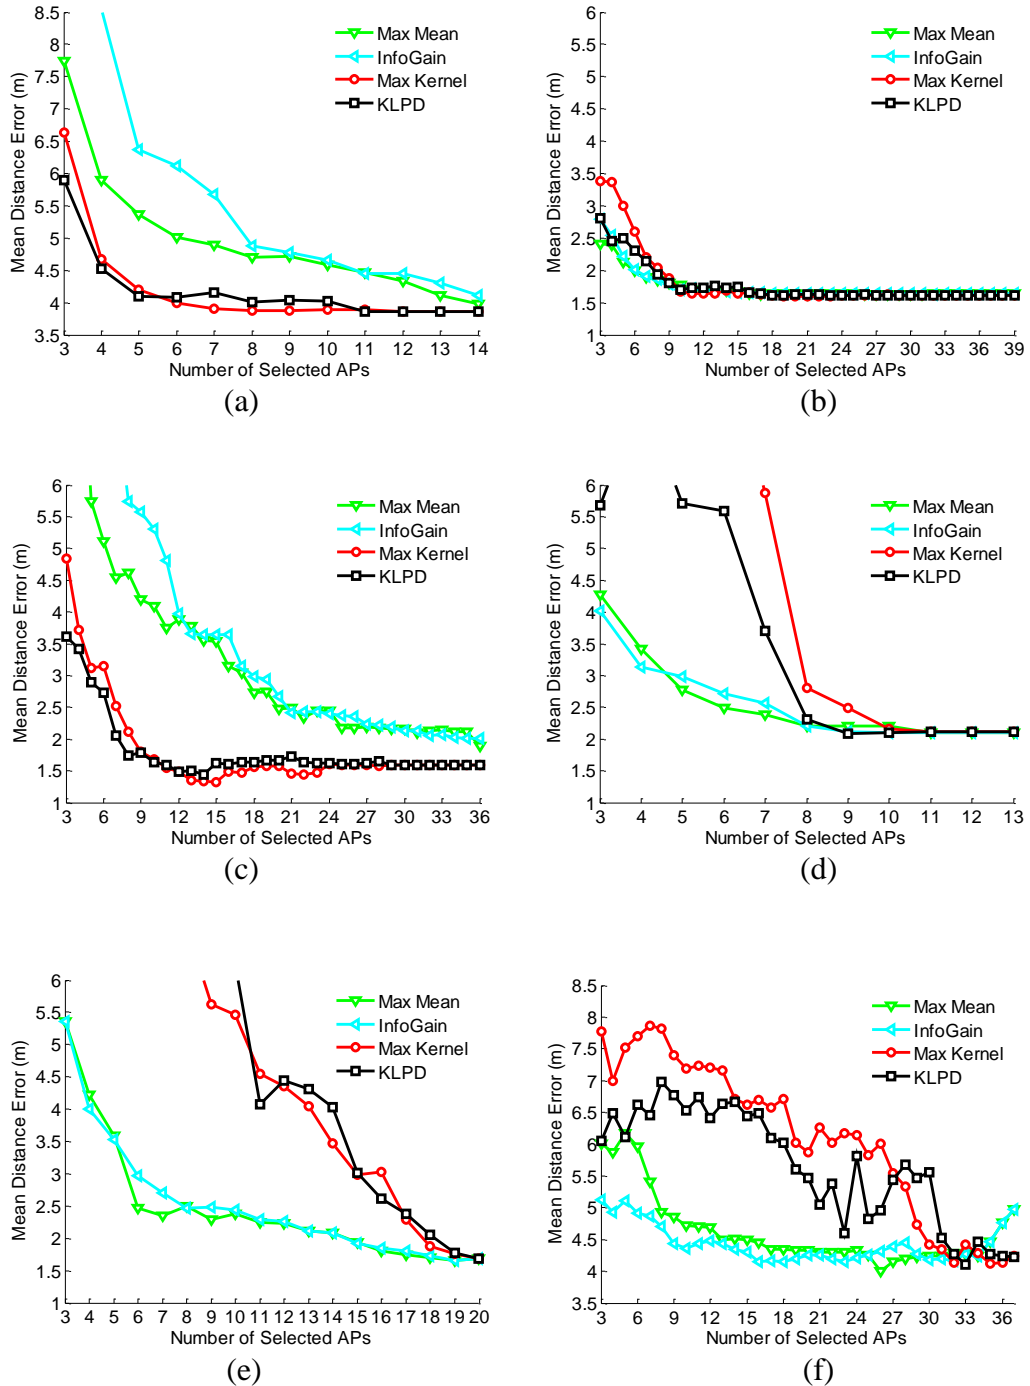 8.5
8
7.5
7
6.5
6
5.5
5
4.5
4
3.5
Mean Distance Error (m)
Max Mean
InfoGain
Max Kernel
KLPD
3 4 5 6 7 8 9 10 11 12 13 14
Number of Selected APs
(a)
6
5.5
5
4.5
4
3.5
3
2.5
2
1.5
1
Mean Distance Error (m)
Max Mean
InfoGain
Max Kernel
KLPD
3 6 9 12 15 18 21 24 27 30 33 36 39
Number of Selected APs
(b)
6
5.5
5
4.5
4
3.5
3
2.5
2
1.5
1
Mean Distance Error (m)
Max Mean
InfoGain
Max Kernel
KLPD
3 6 9 12 15 18 21 24 27 30 33 36
Number of Selected APs
(c)
6
5.5
5
4.5
4
3.5
3
2.5
2
1.5
1
Mean Distance Error (m)
Max Mean
InfoGain
Max Kernel
KLPD
3 4 5 6 7 8 9 10 11 12 13
Number of Selected APs
(d)
6
5.5
5
4.5
4
3.5
3
2.5
2
1.5
1
Mean Distance Error (m)
Max Mean
InfoGain
Max Kernel
KLPD
3 4 5 6 7 8 9 10 11 12 13 14 15 16 17 18 19 20
Number of Selected APs
(e)
8.5
8
7.5
7
6.5
6
5.5
5
4.5
4
3.5
Mean Distance Error (m)
Max Mean
InfoGain
Max Kernel
KLPD
3 6 9 12 15 18 21 24 27 30 33 36
Number of Selected APs
(f)